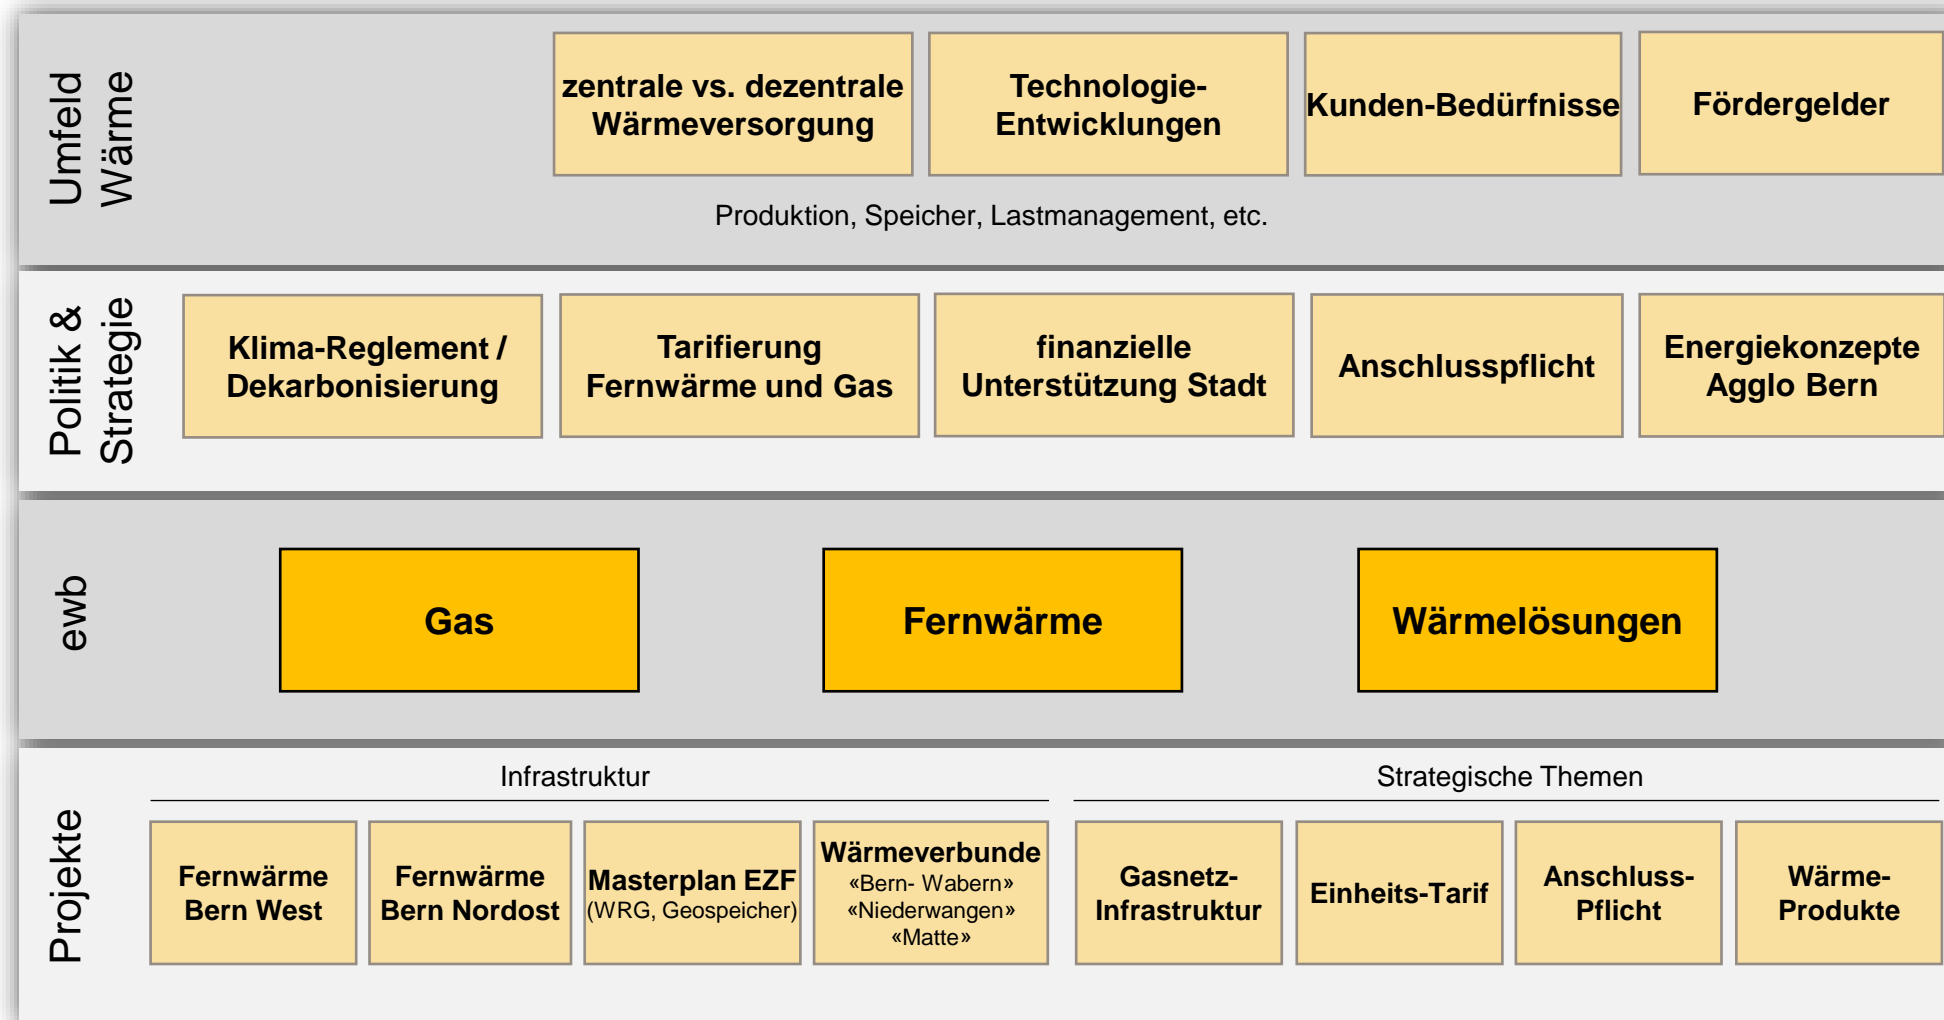 Umfeld
Wärme
zentrale vs. dezentrale
Wärmeversorgung
Technologie-
Entwicklungen
Kunden-Bedürfnisse
Fördergelder
Produktion, Speicher, Lastmanagement, etc.
Politik &
Strategie
Klima-Reglement /
Dekarbonisierung
Tarifierung
Fernwärme und Gas
finanzielle
Unterstützung Stadt
Anschlusspflicht
Energiekonzepte
Agglo Bern
ewb
Gas
Fernwärme
Wärmelösungen
Projekte
Infrastruktur
Fernwärme
Bern West
Fernwärme
Bern Nordost
Masterplan EZF
(WRG, Geospeicher)
Wärmeverbunde
«Bern- Wabern»
«Niederwangen»
«Matte»
Strategische Themen
Gasnetz-
Infrastruktur
Einheits-Tarif
Anschluss-
Pflicht
Wärme-
Produkte